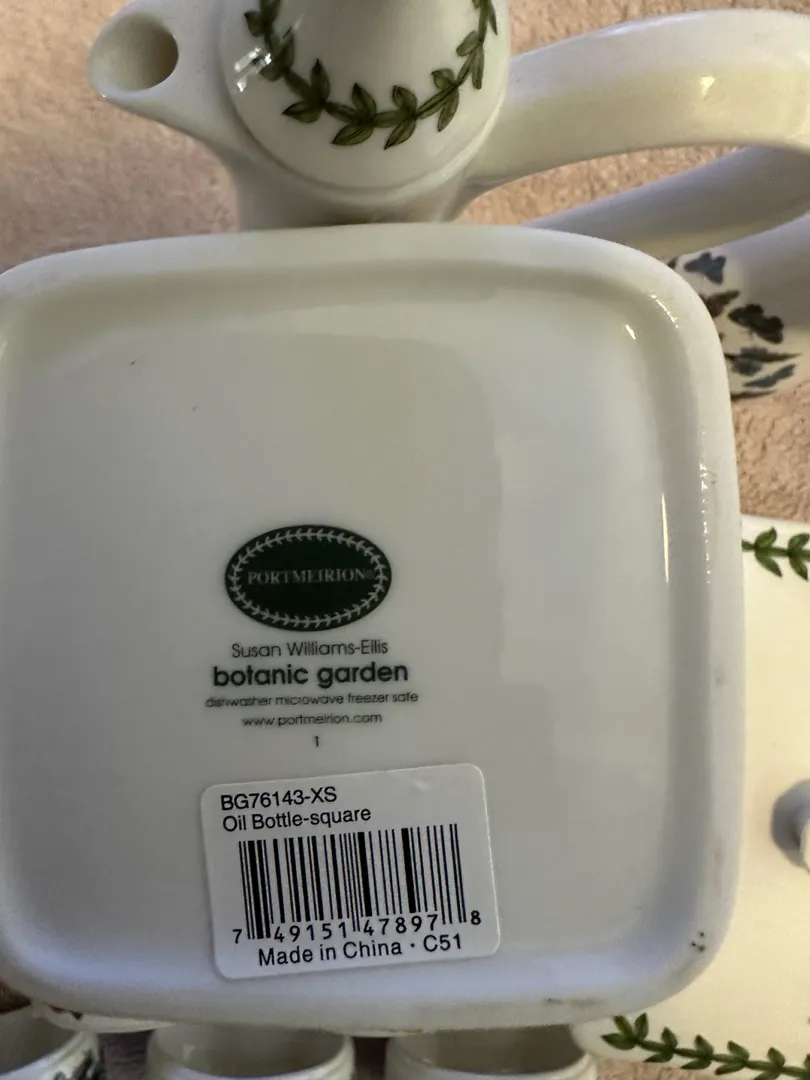 PORTMEIRION®
Susan Williams-Ellis
botanic garden
dishwasher microwave freezer safe
www.portmeirion.com
1
BG76143-XS
Oil Bottle-square
7 49151 47897 8
Made in China · C51